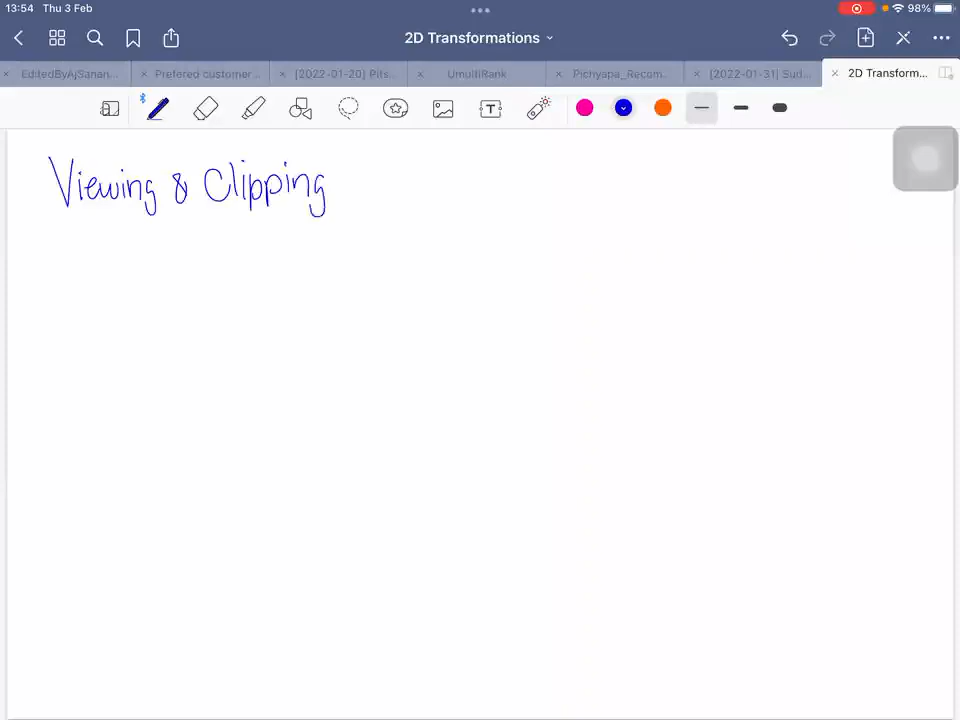 13:54 Thu 3 Feb 98%
2D Transformations
EditedByAjSanan... Prefered customer... [2022-01-20] Pits... UmultiRank Pichyapa_Recom... [2022-01-31] Sud... 2D Transform...
Viewing & Clipping